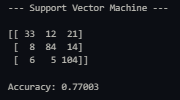 --- Support Vector Machine ---
[[ 33 12 21]
[ 8 84 14]
[ 6 5 104]]
Accuracy: 0.77003